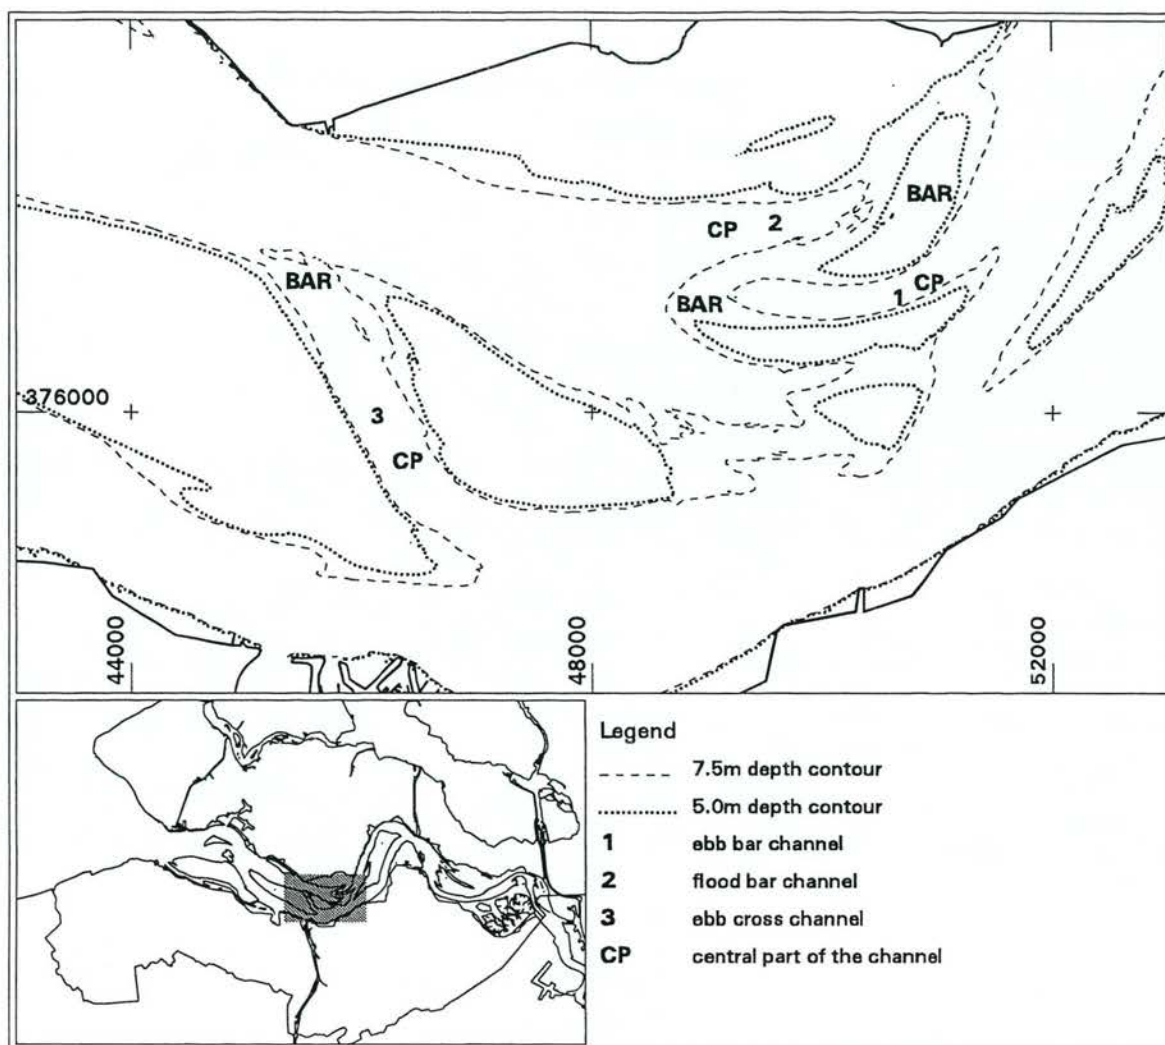 BAR
CP 2
BAR
CP
BAR 1
376000
3
CP
44000
48000
52000
Legend
7.5m depth contour
5.0m depth contour
1 ebb bar channel
2 flood bar channel
3 ebb cross channel
CP central part of the channel